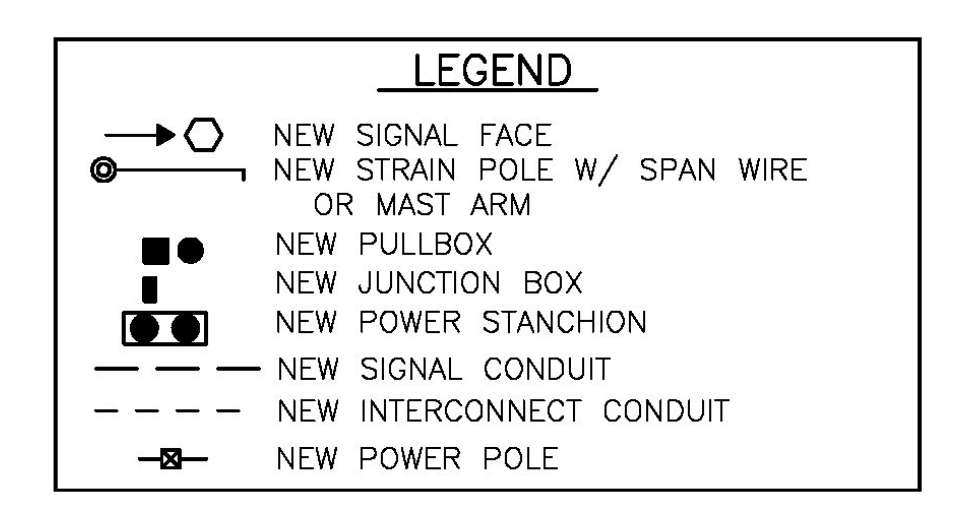 LEGEND
NEW SIGNAL FACE
NEW STRAIN POLE W/ SPAN WIRE
OR MAST ARM
NEW PULLBOX
NEW JUNCTION BOX
NEW POWER STANCHION
NEW SIGNAL CONDUIT
NEW INTERCONNECT CONDUIT
NEW POWER POLE